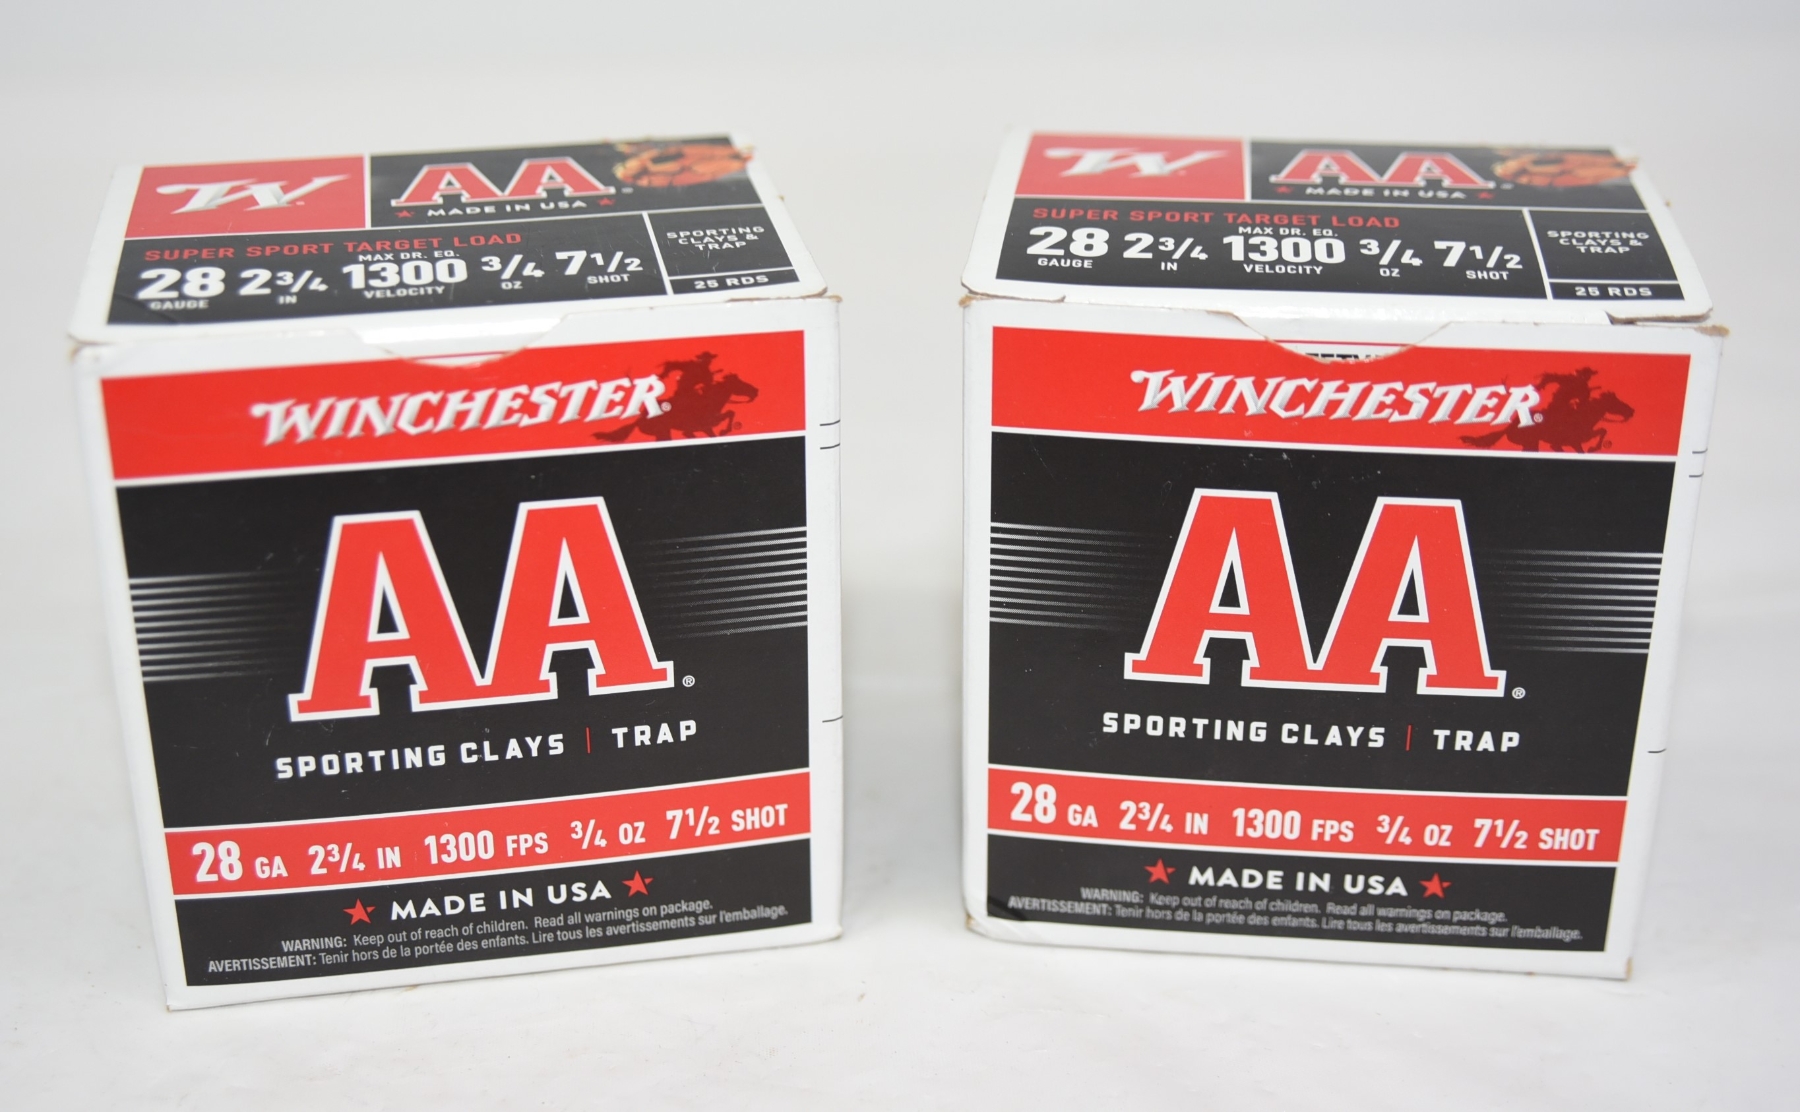 W
AA
MADE IN USA
SUPER SPORT TARGET LOAD
MAX DR. EQ.
28 2 3/4 1300 3/4 7 1/2
GAUGE IN VELOCITY OZ SHOT
SPORTING
CLAYS &
TRAP
25 RDS
WINCHESTER®
AA®
SPORTING CLAYS | TRAP
28 GA 2 3/4 IN 1300 FPS 3/4 OZ 7 1/2 SHOT
★ MADE IN USA ★
WARNING: Keep out of reach of children. Read all warnings on package.
AVERTISSEMENT: Tenir hors de la portée des enfants. Lire tous les avertissements sur l'emballage.
W
AA
MADE IN USA
SUPER SPORT TARGET LOAD
MAX DR. EQ.
28 2 3/4 1300 3/4 7 1/2
GAUGE IN VELOCITY OZ SHOT
SPORTING
CLAYS &
TRAP
25 RDS
WINCHESTER®
AA®
SPORTING CLAYS | TRAP
28 GA 2 3/4 IN 1300 FPS 3/4 OZ 7 1/2 SHOT
★ MADE IN USA ★
WARNING: Keep out of reach of children. Read all warnings on package.
AVERTISSEMENT: Tenir hors de la portée des enfants. Lire tous les avertissements sur l'emballage.